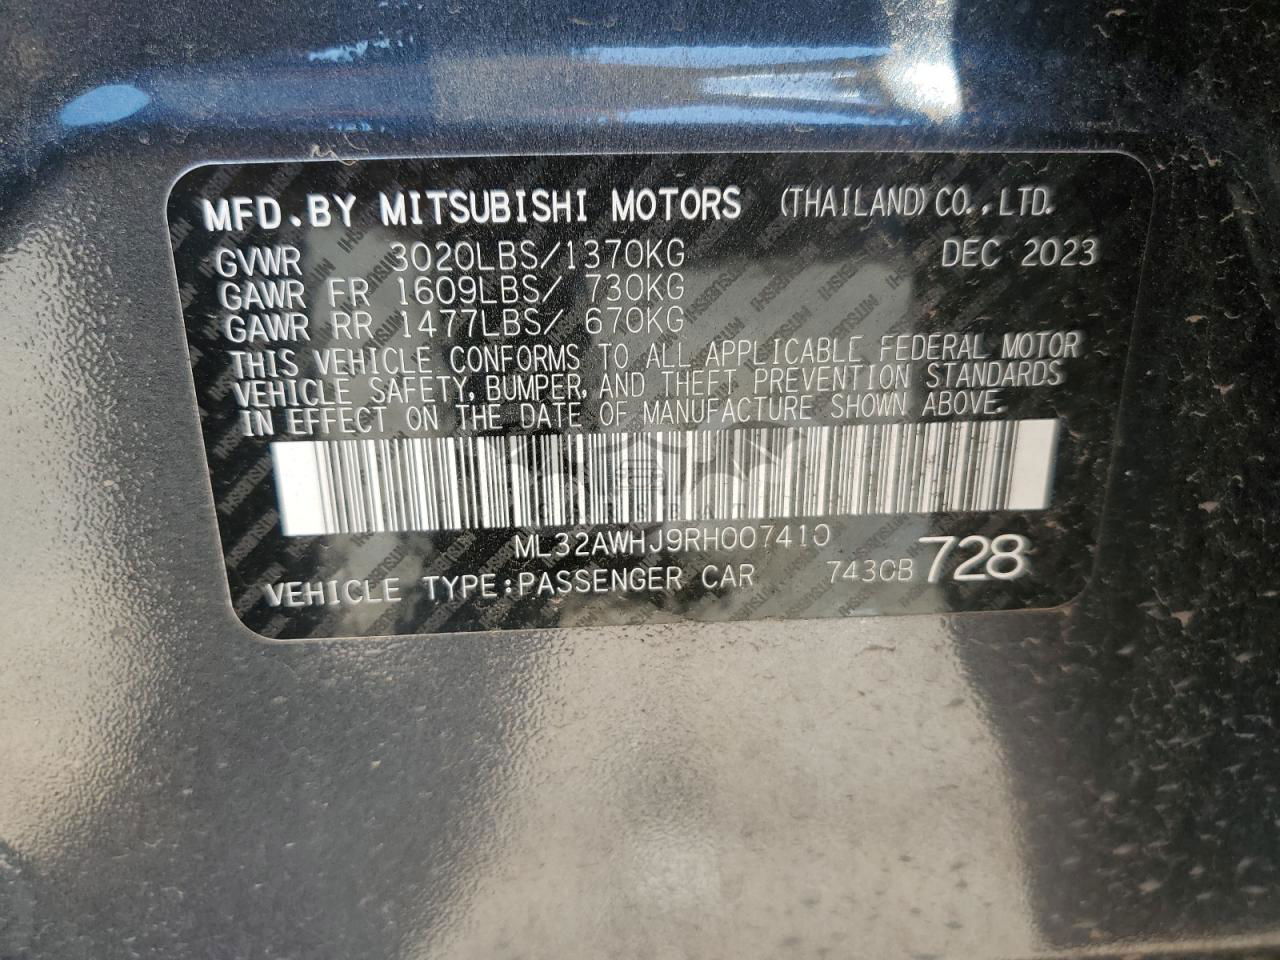 MFD.BY MITSUBISHI MOTORS (THAILAND) CO.,LTD.
GVWR 3020LBS/1370KG DEC 2023
GAWR FR 1609LBS/ 730KG
GAWR RR 1477LBS/ 670KG
THIS VEHICLE CONFORMS TO ALL APPLICABLE FEDERAL MOTOR
VEHICLE SAFETY, BUMPER, AND THEFT PREVENTION STANDARDS
IN EFFECT ON THE DATE OF MANUFACTURE SHOWN ABOVE.
ML32AWHJ9RH007410
VEHICLE TYPE:PASSENGER CAR 743CB 728